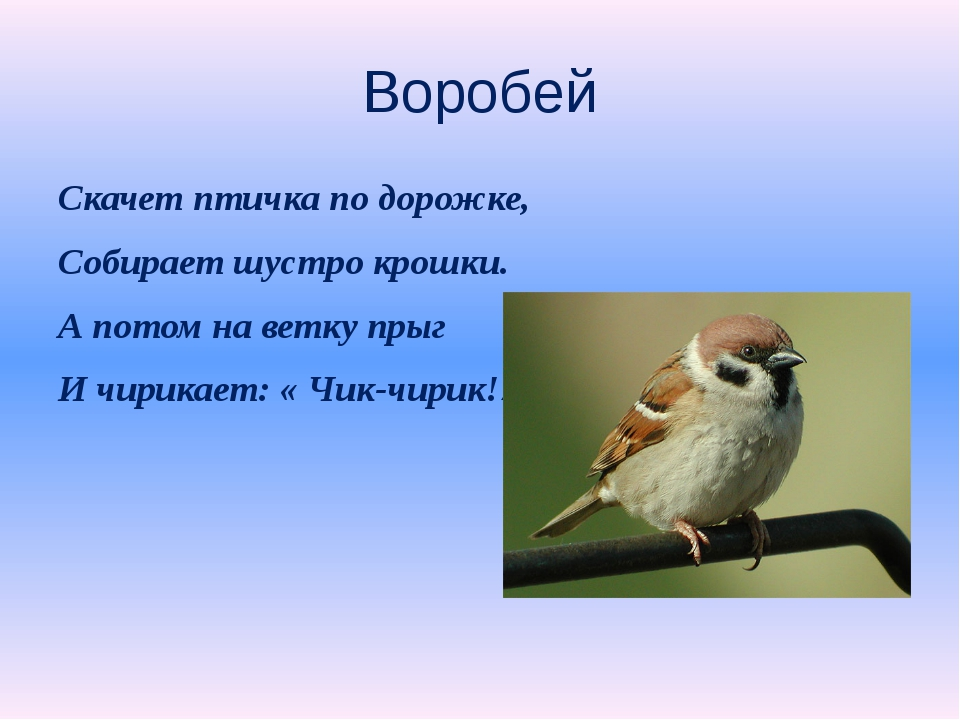 Воробей
Скачет птичка по дорожке,
Собирает шустро крошки.
А потом на ветку прыг
И чирикает: « Чик-чирик!